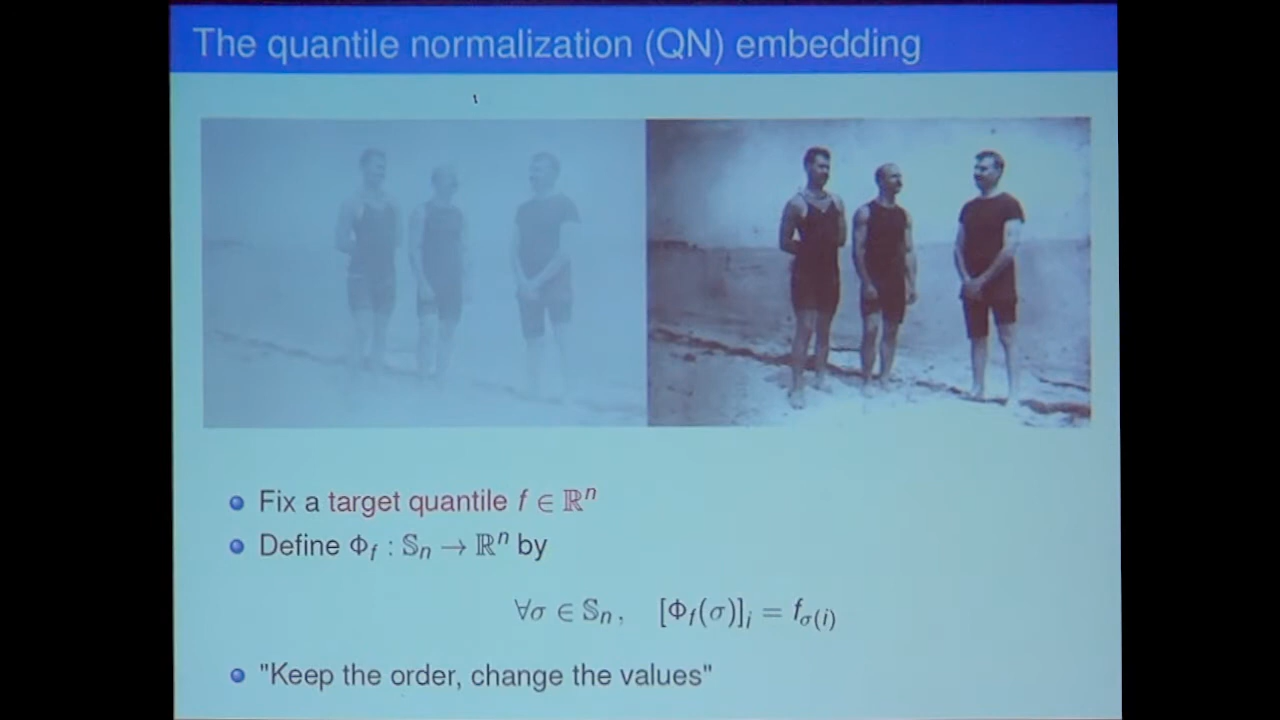 The quantile normalization (QN) embedding
Fix a target quantile f ∈ ℝⁿ
Define Φ_f : 𝕊_n → ℝⁿ by
∀σ ∈ 𝕊_n, [Φ_f(σ)]_i = f_σ(i)
"Keep the order, change the values"